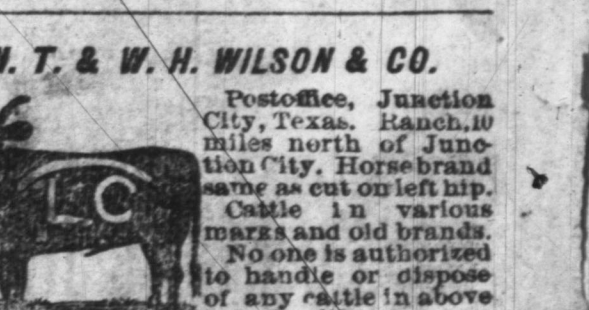 T. & W. H. WILSON & CO.
Postoffice, Junction
City, Texas. Ranch, 10
miles north of Junc-
tion City. Horse brand
same as cut on left hip.
Cattle in various
marks and old brands.
No one is authorized
to handle or dispose
of any cattle in above
LC